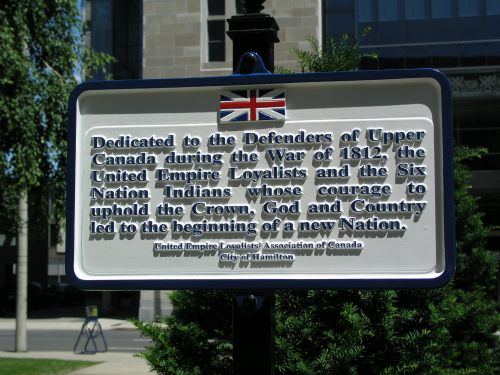 Dedicated to the Defenders of Upper
Canada during the War of 1812, the
United Empire Loyalists and the Six
Nation Indians whose courage to
uphold the Crown, God and Country
led to the beginning of a new Nation.
United Empire Loyalists' Association of Canada
City of Hamilton